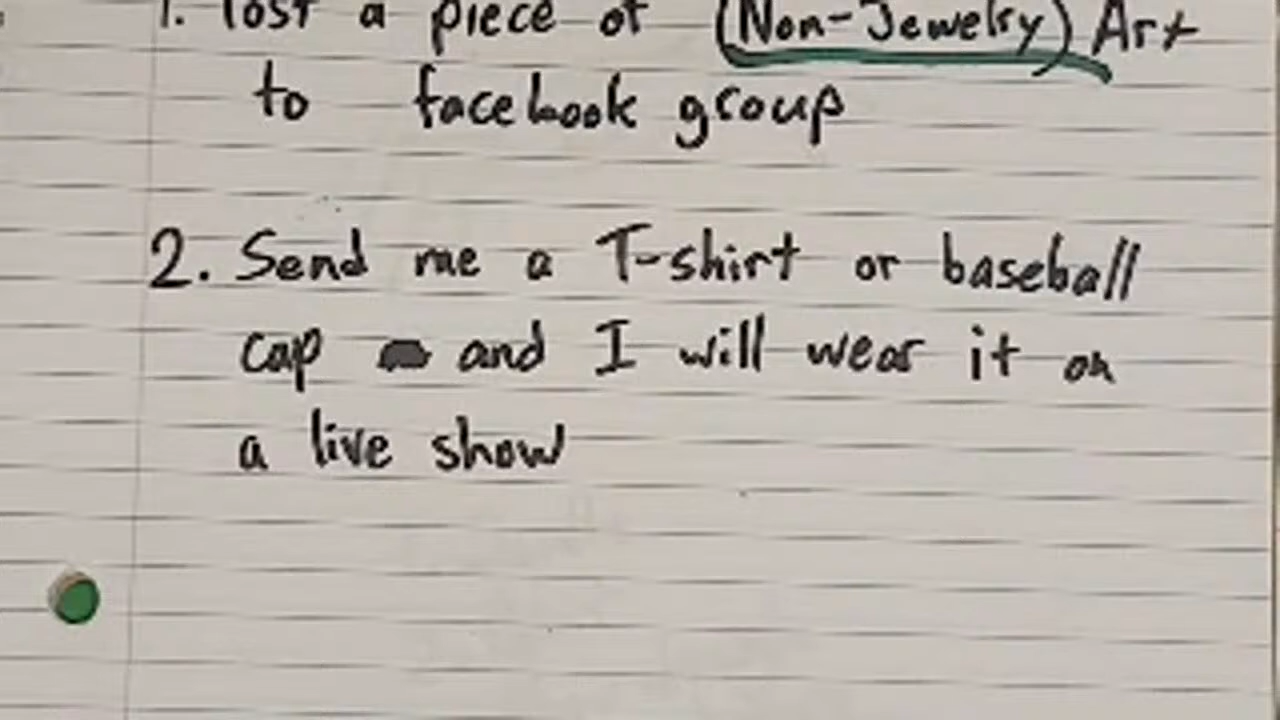 1. Post a piece of (Non-Jewelry) Art
to facebook group
2. Send me a T-shirt or baseball
cap and I will wear it on
a live show